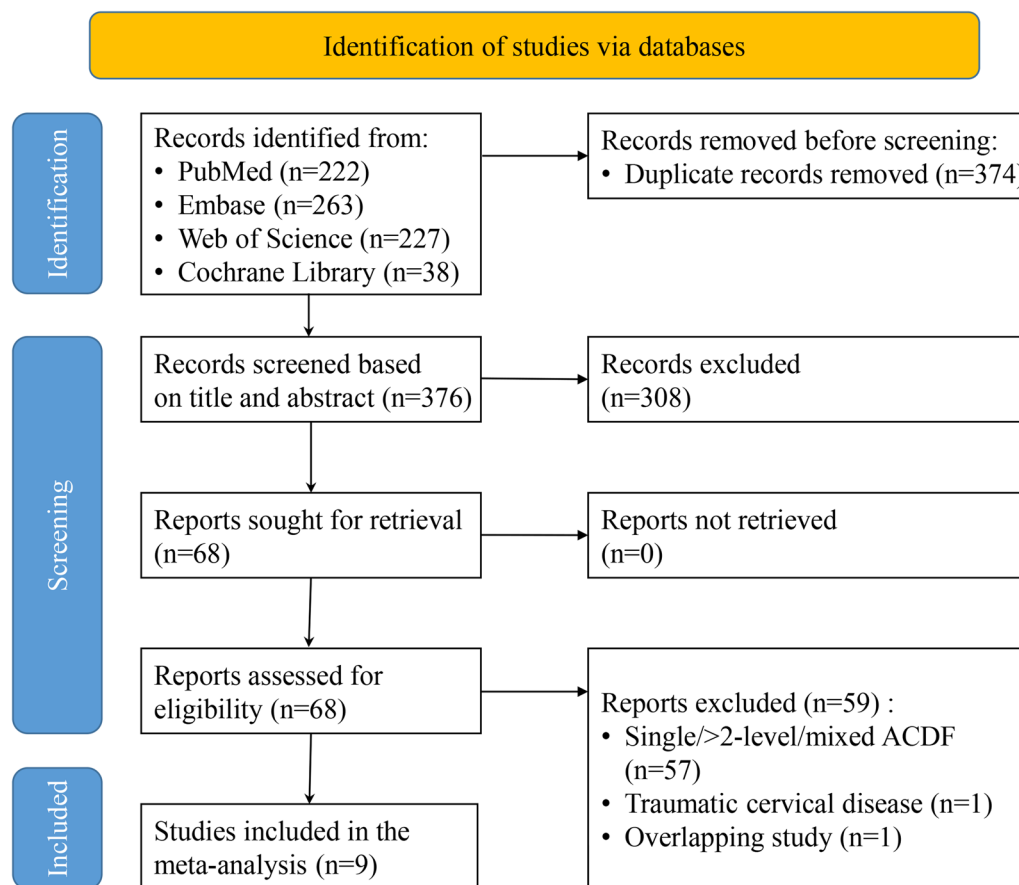 Identification of studies via databases
Identification
Records identified from:
• PubMed (n=222)
• Embase (n=263)
• Web of Science (n=227)
• Cochrane Library (n=38)
Records removed before screening:
• Duplicate records removed (n=374)
Screening
Records screened based
on title and abstract (n=376)
Records excluded
(n=308)
Reports sought for retrieval
(n=68)
Reports not retrieved
(n=0)
Reports assessed for
eligibility (n=68)
Reports excluded (n=59) :
• Single/>2-level/mixed ACDF
(n=57)
• Traumatic cervical disease (n=1)
• Overlapping study (n=1)
Included
Studies included in the
meta-analysis (n=9)